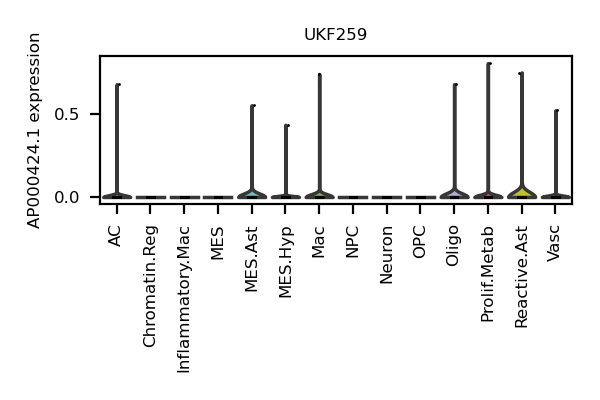 UKF259
AP000424.1 expression
0.5
0.0
AC
Chromatin.Reg
Inflammatory.Mac
MES
MES.Ast
MES.Hyp
Mac
NPC
Neuron
OPC
Oligo
Prolif.Metab
Reactive.Ast
Vasc